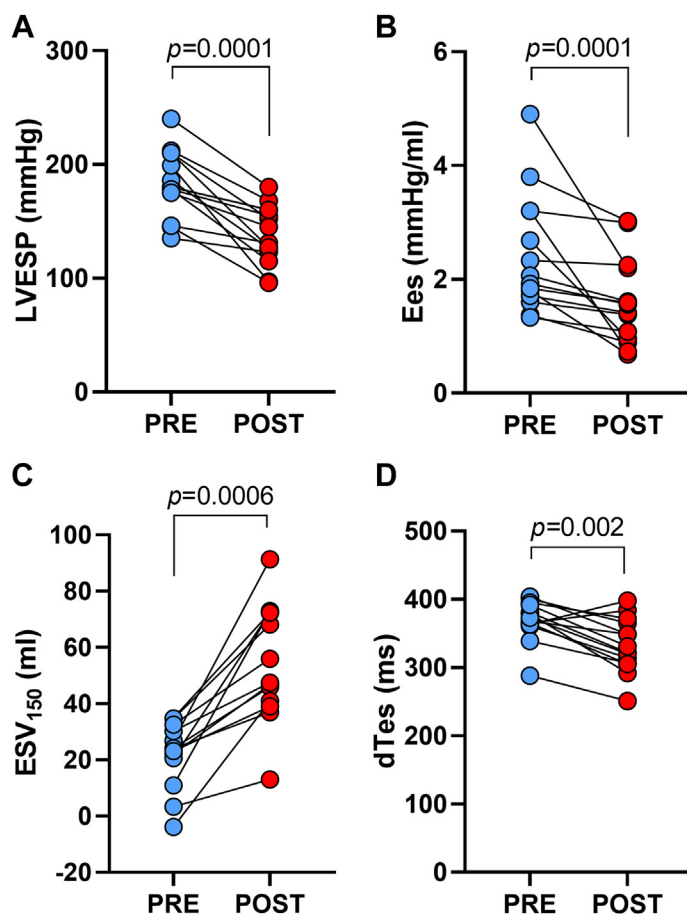 A
p=0.0001
300
200
100
0
LVESP (mmHg)
PRE POST
B
p=0.0001
6
4
2
0
Ees (mmHg/ml)
PRE POST
C
p=0.0006
100
80
60
40
20
0
-20
ESV₁₅₀ (ml)
PRE POST
D
p=0.002
500
400
300
200
100
0
dTes (ms)
PRE POST